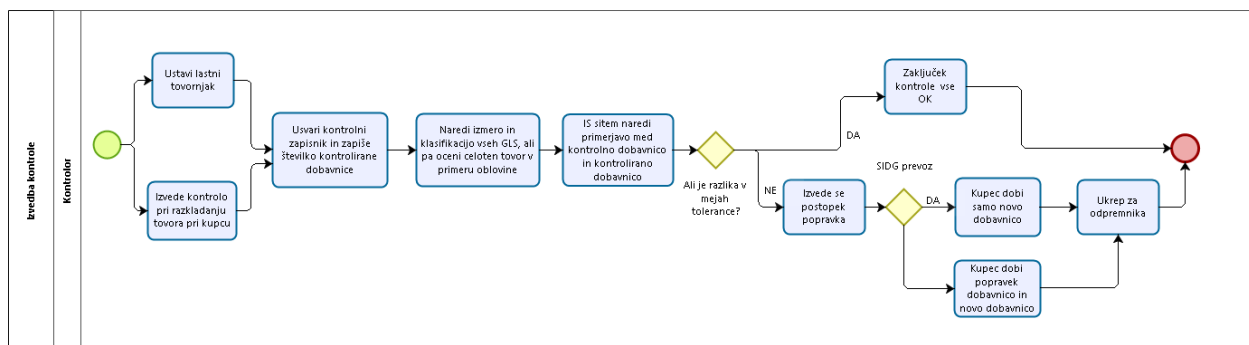 Izvedba kontrole
Kontrolor
Ustavi lastni
tovornjak
Izvede kontrolo
pri razkladanju
tovora pri kupcu
Usvari kontrolni
zapisnik in zapiše
številko kontrolirane
dobavnice
Naredi izmero in
klasifikacijo vseh GLS, ali
pa oceni celoten tovor v
primeru oblovine
IS sitem naredi
primerjavo med
kontrolno dobavnico
in kontrolirano
dobavnico
Ali je razlika v
mejah
tolerance?
DA
Zaključek
kontrole vse
OK
NE
Izvede se
postopek
popravka
SIDG prevoz
DA
Kupec dobi
samo novo
dobavnico
Kupec dobi
popravek
dobavnico in
novo dobavnico
Ukrep za
odpremnika